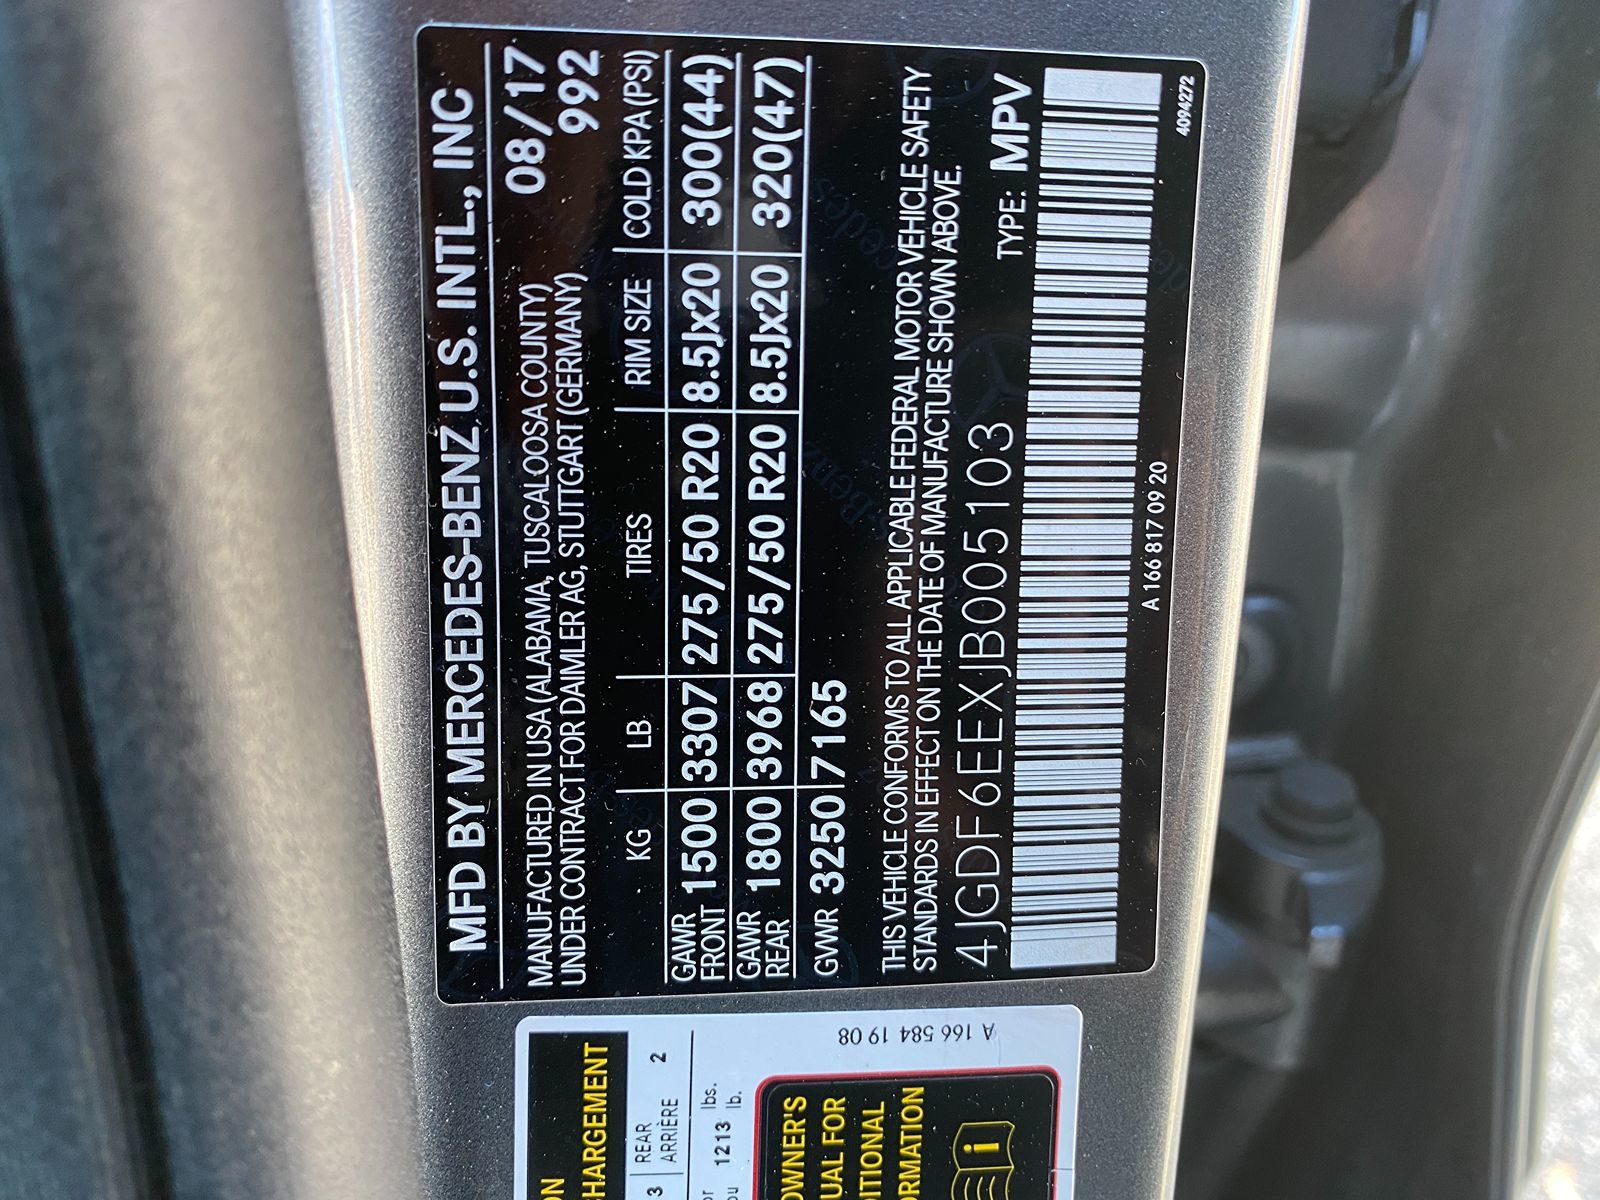 MFD BY MERCEDES-BENZ U.S. INTL., INC
MANUFACTURED IN USA (ALABAMA, TUSCALOOSA COUNTY) 08/17
UNDER CONTRACT FOR DAIMLER AG, STUTTGART (GERMANY) 992
KG LB TIRES RIM SIZE COLD KPA (PSI)
GAWR FRONT 1500 3307 275/50 R20 8.5Jx20 300(44)
GAWR REAR 1800 3968 275/50 R20 8.5Jx20 320(47)
GVWR 3250 7165
THIS VEHICLE CONFORMS TO ALL APPLICABLE FEDERAL MOTOR VEHICLE SAFETY
STANDARDS IN EFFECT ON THE DATE OF MANUFACTURE SHOWN ABOVE.
4JGDF6EEXJB005103 TYPE: MPV
A 166 817 09 20
4094272
CHARGEMENT
3 REAR 2
ARRIÈRE
1213 lbs.
lb.
A 166 584 19 08
OWNER'S
UAL FOR
ITIONAL
ORMATION
i